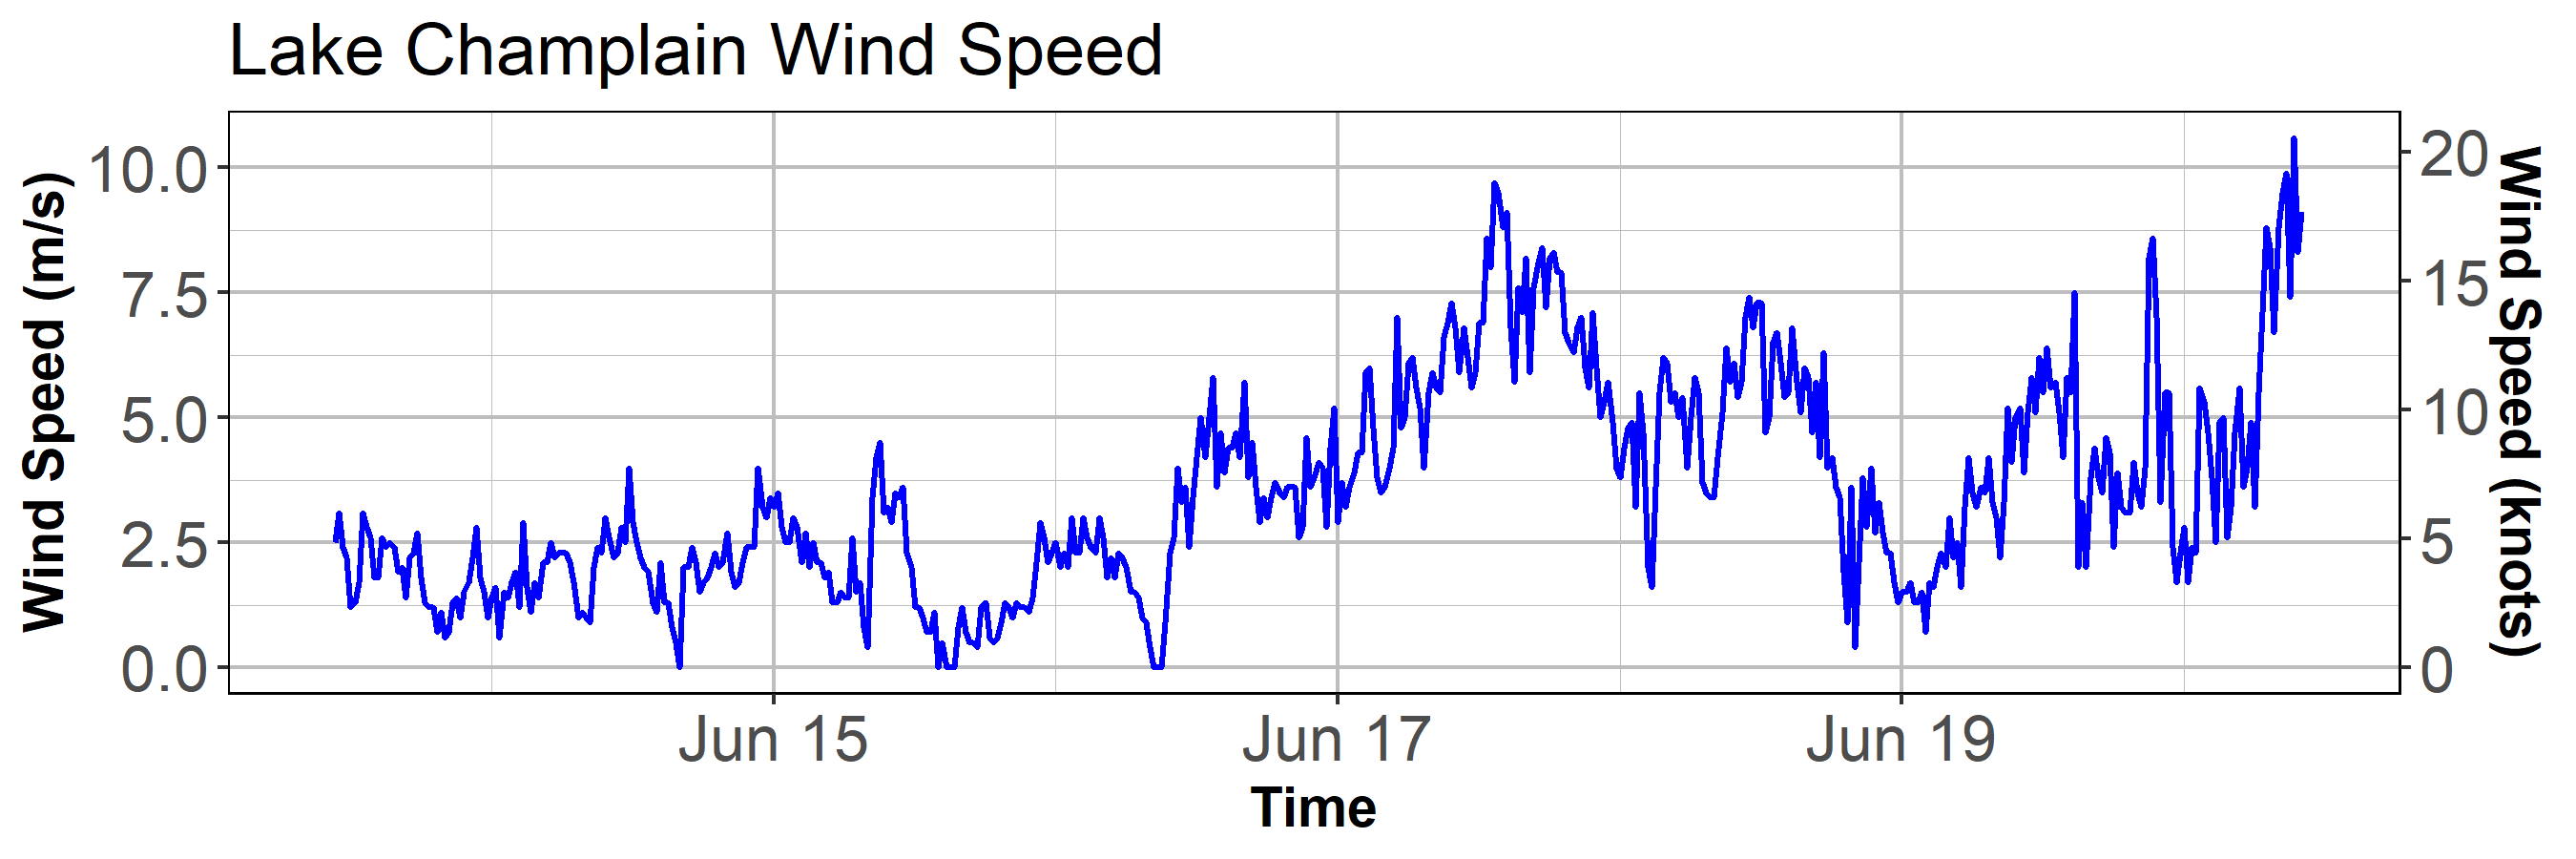 Lake Champlain Wind Speed
Wind Speed (m/s)
10.0
7.5
5.0
2.5
0.0
20
15
10
5
0
Wind Speed (knots)
Jun 15 Jun 17 Jun 19
Time